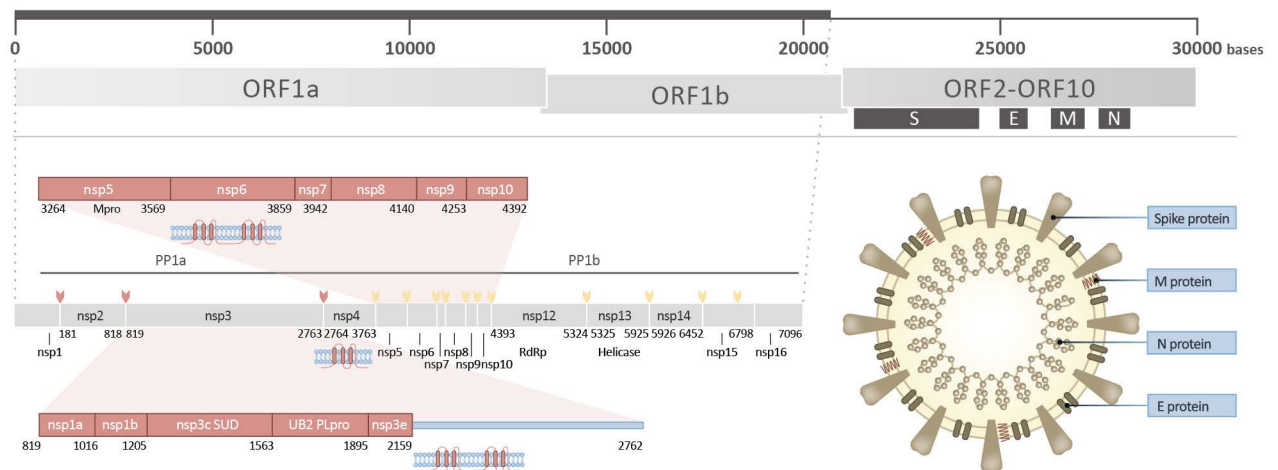 0 5000 10000 15000 20000 25000 30000 bases
ORF1a ORF1b ORF2-ORF10
S E M N
nsp5 nsp6 nsp7 nsp8 nsp9 nsp10
3264 Mpro 3569 3859 3942 4140 4253 4392
PP1a PP1b
nsp2 nsp3 nsp4 nsp12 nsp13 nsp14
181 818 819 2763 2764 3763 4393 5324 5325 5925 5926 6452 6798 7096
nsp1 nsp5 nsp6 nsp7 nsp8 nsp9 nsp10 RdRp Helicase nsp15 nsp16
nsp1a nsp1b nsp3c SUD UB2 PLpro nsp3e
819 1016 1205 1563 1895 2159 2762
Spike protein
M protein
N protein
E protein